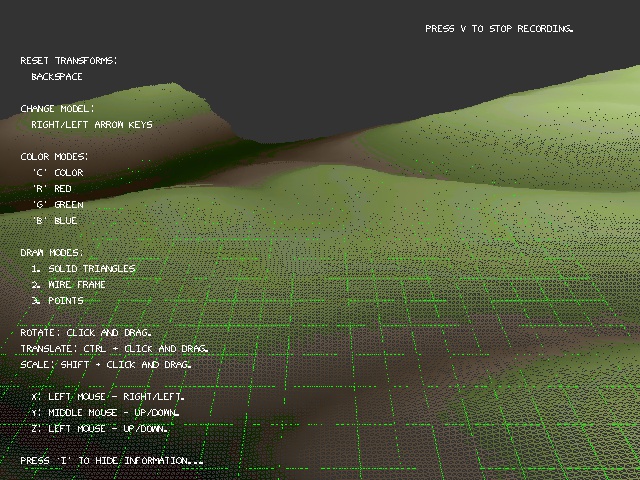 PRESS V TO STOP RECORDING.
RESET TRANSFORMS:
BACKSPACE
CHANGE MODEL:
RIGHT/LEFT ARROW KEYS
COLOR MODES:
'C' COLOR
'R' RED
'G' GREEN
'B' BLUE
DRAW MODES:
1. SOLID TRIANGLES
2. WIRE FRAME
3. POINTS
ROTATE: CLICK AND DRAG.
TRANSLATE: CTRL + CLICK AND DRAG.
SCALE: SHIFT + CLICK AND DRAG.
X: LEFT MOUSE - RIGHT/LEFT.
Y: MIDDLE MOUSE - UP/DOWN.
Z: LEFT MOUSE - UP/DOWN.
PRESS 'I' TO HIDE INFORMATION...